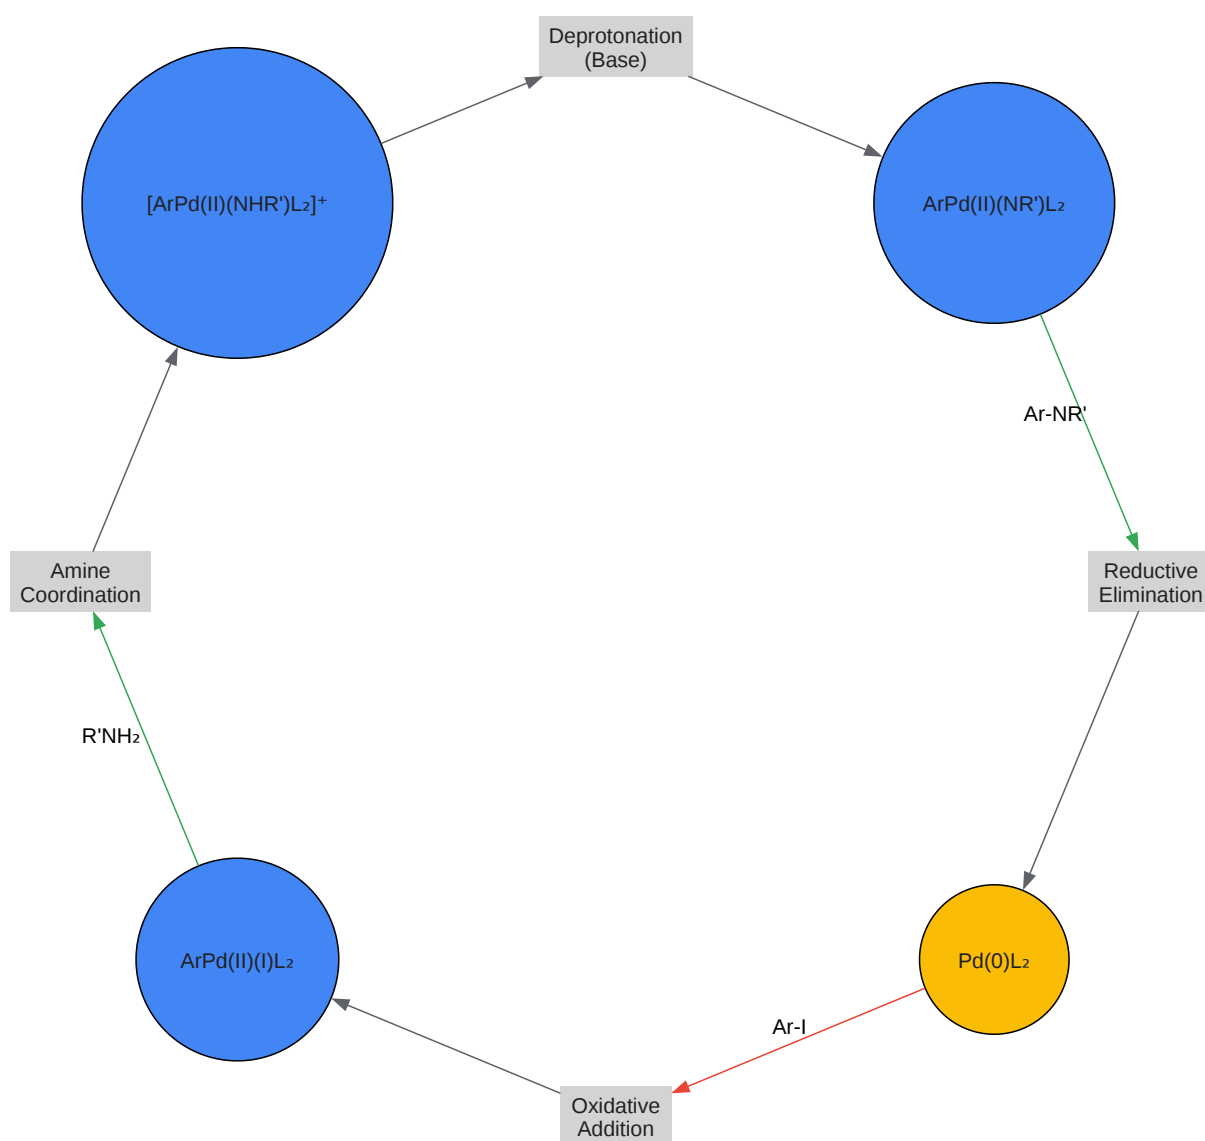 Deprotonation
(Base)
[ArPd(II)(NHR')L₂]⁺
ArPd(II)(NR')L₂
Ar-NR'
Amine
Coordination
Reductive
Elimination
R'NH₂
ArPd(II)(I)L₂
Pd(0)L₂
Ar-I
Oxidative
Addition